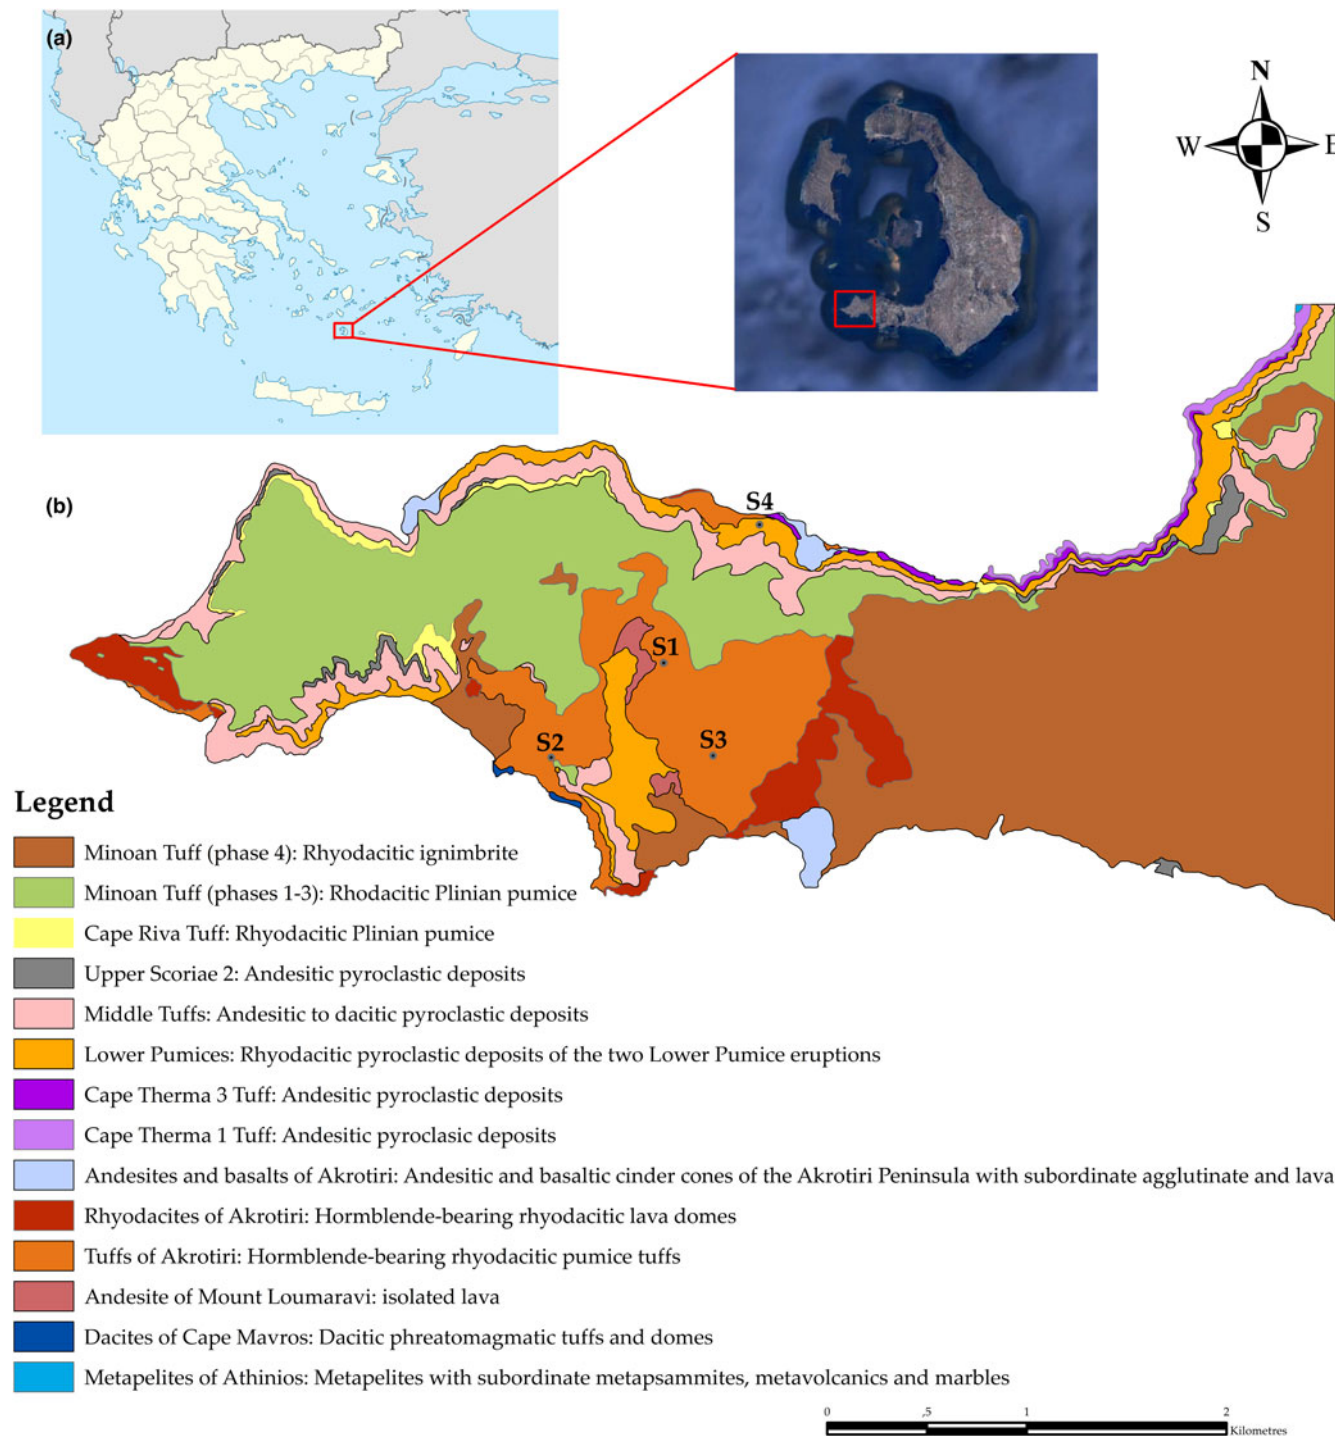 (a)
N
W
E
S
(b)
S4
S1
S2
S3
Legend
Minoan Tuff (phase 4): Rhyodacitic ignimbrite
Minoan Tuff (phases 1-3): Rhodacitic Plinian pumice
Cape Riva Tuff: Rhyodacitic Plinian pumice
Upper Scoriae 2: Andesitic pyroclastic deposits
Middle Tuffs: Andesitic to dacitic pyroclastic deposits
Lower Pumices: Rhyodacitic pyroclastic deposits of the two Lower Pumice eruptions
Cape Therma 3 Tuff: Andesitic pyroclastic deposits
Cape Therma 1 Tuff: Andesitic pyroclasic deposits
Andesites and basalts of Akrotiri: Andesitic and basaltic cinder cones of the Akrotiri Peninsula with subordinate agglutinate and lava
Rhyodacites of Akrotiri: Hormblende-bearing rhyodacitic lava domes
Tuffs of Akrotiri: Hormblende-bearing rhyodacitic pumice tuffs
Andesite of Mount Loumaravi: isolated lava
Dacites of Cape Mavros: Dacitic phreatomagmatic tuffs and domes
Metapelites of Athinios: Metapelites with subordinate metapsammites, metavolcanics and marbles
0 ,5 1 2
Kilometres